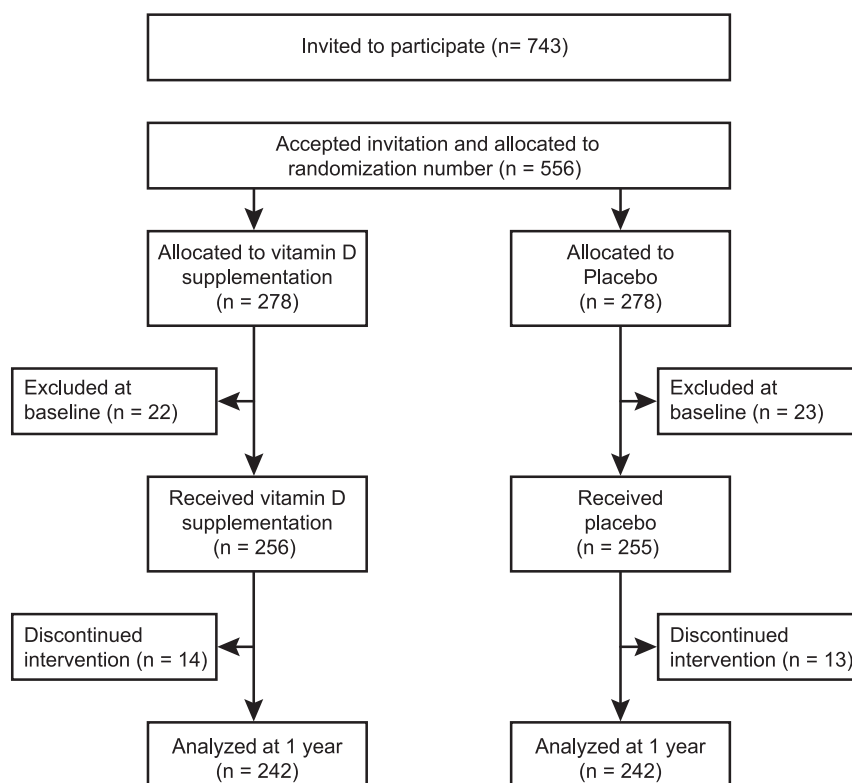 Invited to participate (n= 743)
Accepted invitation and allocated to
randomization number (n = 556)
Allocated to vitamin D
supplementation
(n = 278)
Allocated to
Placebo
(n = 278)
Excluded at
baseline (n = 22)
Excluded at
baseline (n = 23)
Received vitamin D
supplementation
(n = 256)
Received
placebo
(n = 255)
Discontinued
intervention (n = 14)
Discontinued
intervention (n = 13)
Analyzed at 1 year
(n = 242)
Analyzed at 1 year
(n = 242)